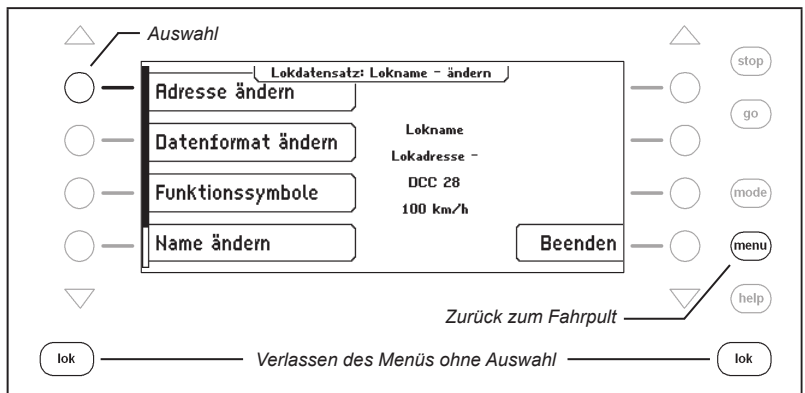 Auswahl
stop
Lokdatensatz: Lokname - ändern
Adresse ändern
go
Datenformat ändern
Lokname
Lokadresse -
Funktionssymbole
DCC 28
mode
100 km/h
Name ändern
Beenden
menu
help
Zurück zum Fahrpult
lok
Verlassen des Menüs ohne Auswahl
lok